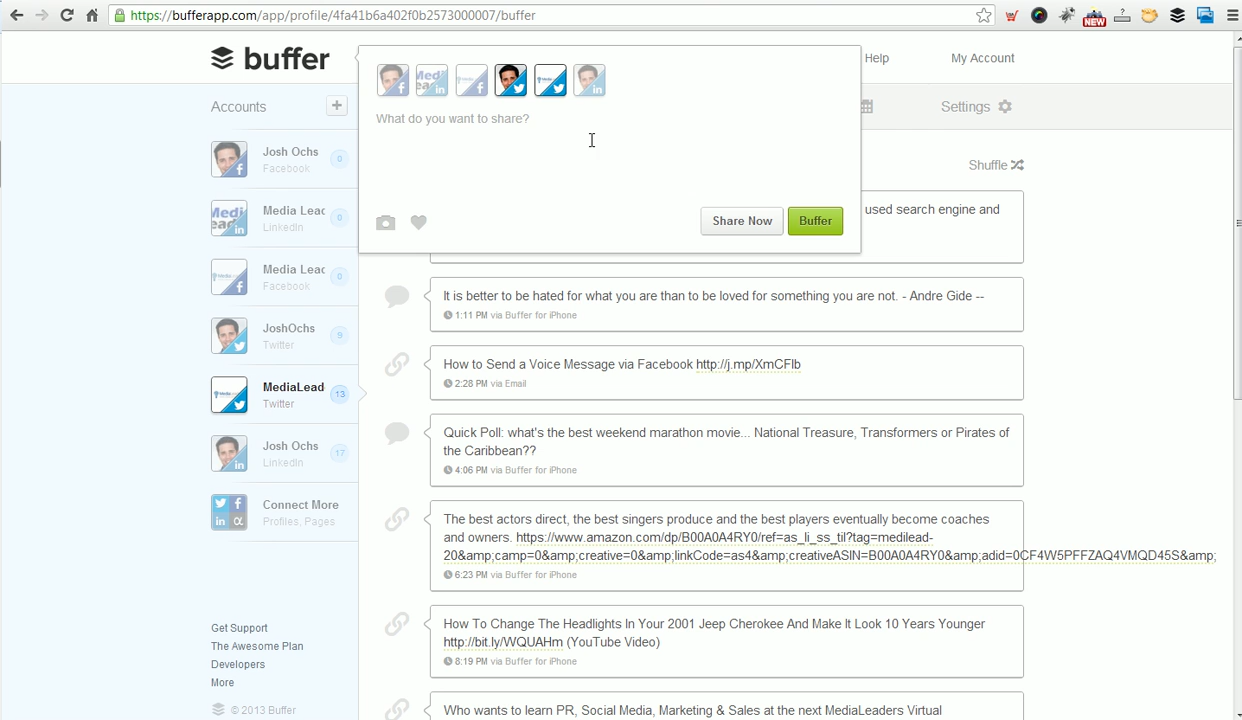 https://bufferapp.com/app/profile/4fa41b6a402f0b2573000007/buffer
NEW
buffer
Help
My Account
Accounts
+
Settings
What do you want to share?
Shuffle
Josh Ochs
Facebook
0
Media Leac
LinkedIn
0
Media Leac
Facebook
0
JoshOchs
Twitter
9
MediaLead
Twitter
13
Josh Ochs
LinkedIn
17
Connect More
Profiles, Pages
Share Now
Buffer
used search engine and
It is better to be hated for what you are than to be loved for something you are not. - Andre Gide --
1:11 PM via Buffer for iPhone
How to Send a Voice Message via Facebook http://j.mp/XmCFlb
2:28 PM via Email
Quick Poll: what's the best weekend marathon movie... National Treasure, Transformers or Pirates of
the Caribbean??
4:06 PM via Buffer for iPhone
The best actors direct, the best singers produce and the best players eventually become coaches
and owners. https://www.amazon.com/dp/B00A0A4RY0/ref=as_li_ss_til?tag=medilead-
20&amp;camp=0&amp;creative=0&amp;linkCode=as4&amp;creativeASIN=B00A0A4RY0&amp;adid=0CF4W5PFFZAQ4VMQD45S&amp;
6:23 PM via Buffer for iPhone
How To Change The Headlights In Your 2001 Jeep Cherokee And Make It Look 10 Years Younger
http://bit.ly/WQUAHm (YouTube Video)
8:19 PM via Buffer for iPhone
Who wants to learn PR, Social Media, Marketing & Sales at the next MediaLeaders Virtual
Get Support
The Awesome Plan
Developers
More
© 2013 Buffer